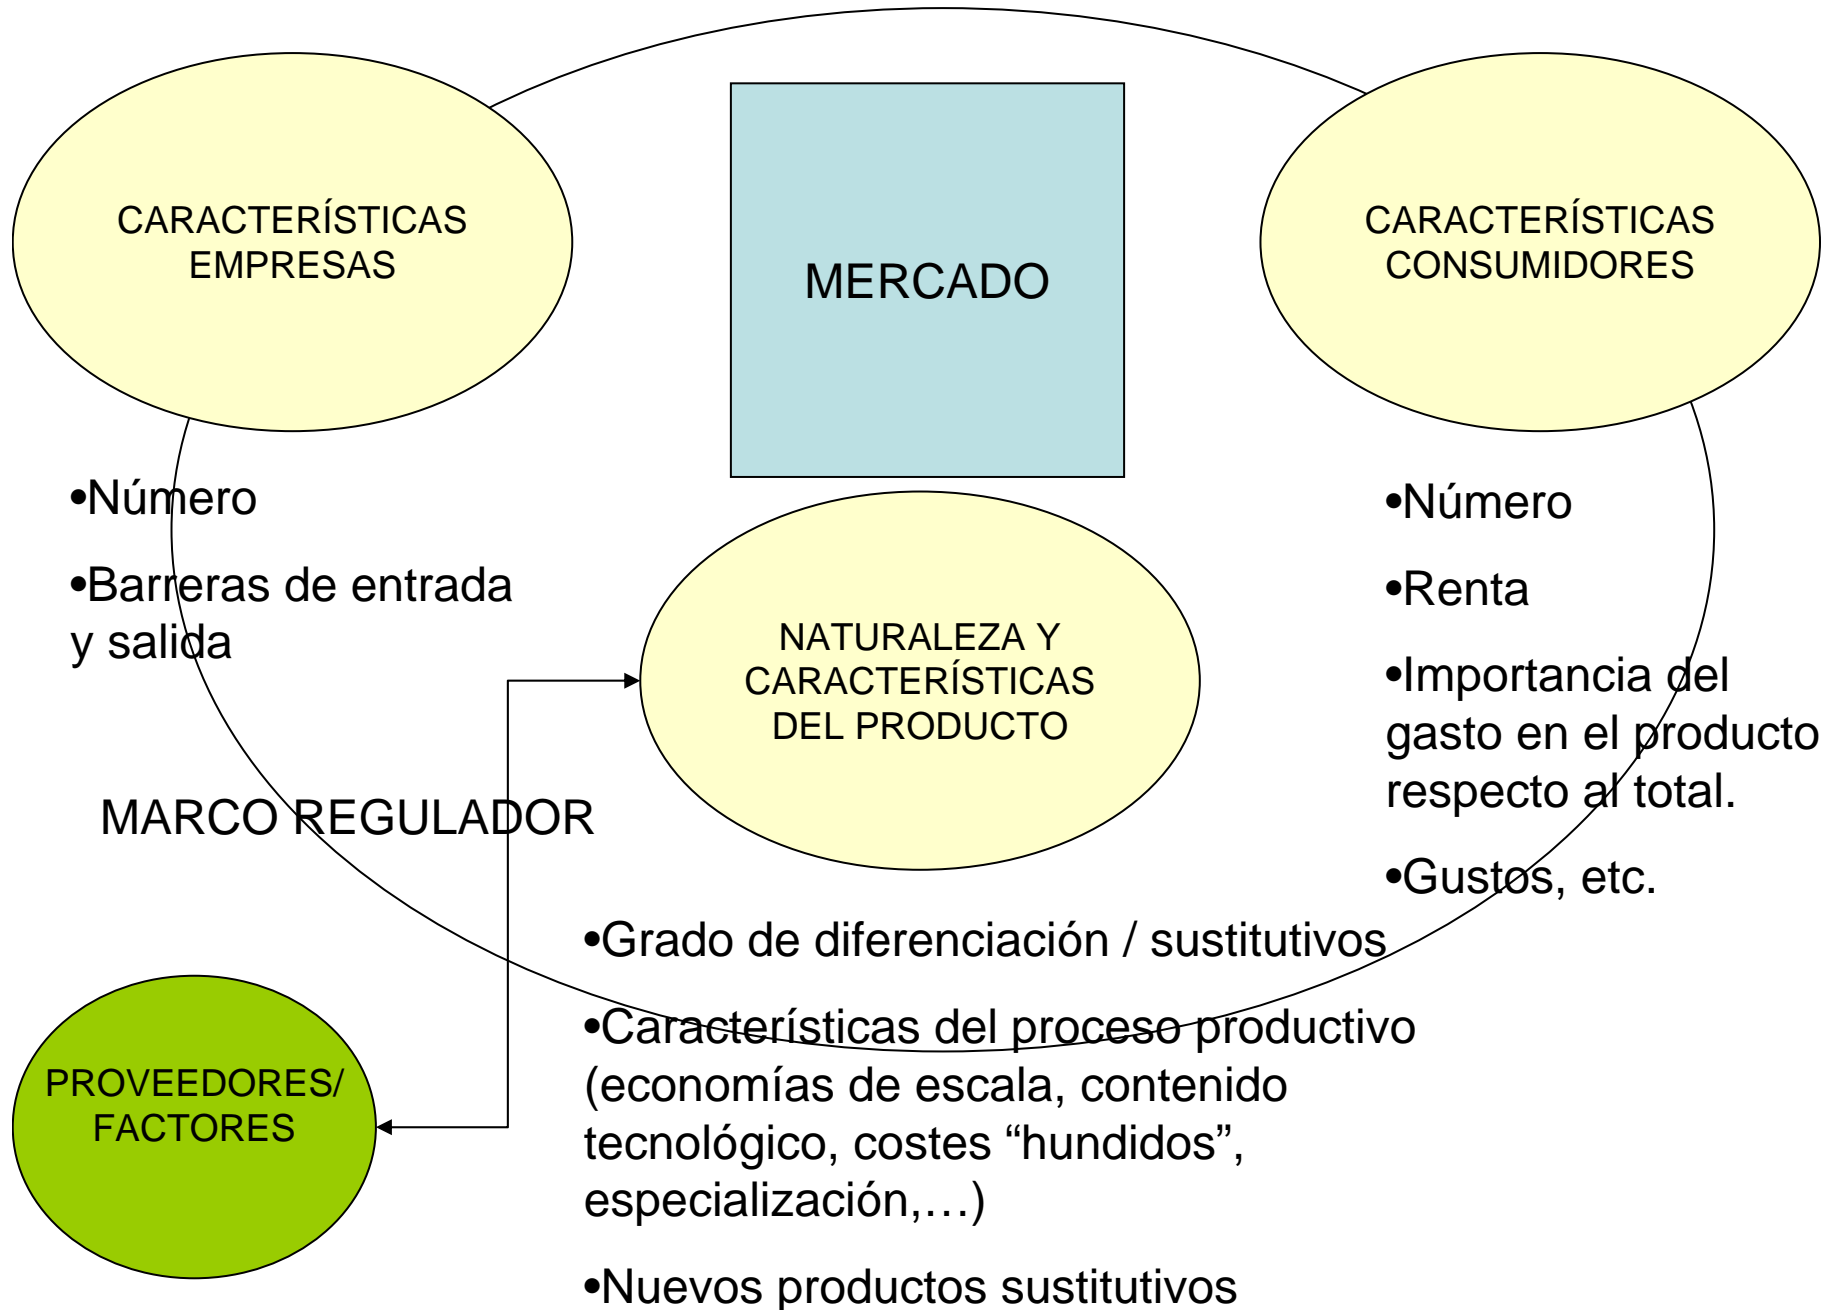 CARACTERÍSTICAS
EMPRESAS
MERCADO
CARACTERÍSTICAS
CONSUMIDORES
•Número
•Barreras de entrada
y salida
•Número
•Renta
•Importancia del
gasto en el producto
respecto al total.
•Gustos, etc.
NATURALEZA Y
CARACTERÍSTICAS
DEL PRODUCTO
MARCO REGULADOR
•Grado de diferenciación / sustitutivos
•Características del proceso productivo
(economías de escala, contenido
tecnológico, costes “hundidos”,
especialización,…)
•Nuevos productos sustitutivos
PROVEEDORES/
FACTORES